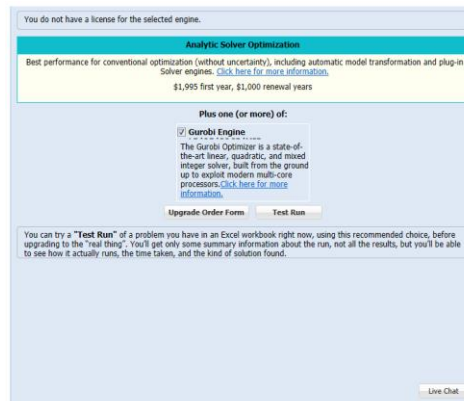 You do not have a license for the selected engine.
Analytic Solver Optimization
Best performance for conventional optimization (without uncertainty), including automatic model transformation and plug-in
Solver engines. Click here for more information.
$1,995 first year, $1,000 renewal years
Plus one (or more) of:
Gurobi Engine
The Gurobi Optimizer is a state-of-
the-art linear, quadratic, and mixed
integer solver, built from the ground
up to exploit modern multi-core
processors.Click here for more
information.
Upgrade Order Form
Test Run
You can try a "Test Run" of a problem you have in an Excel workbook right now, using this recommended choice, before
upgrading to the "real thing". You'll get only some summary information about the run, not all the results, but you'll be able
to see how it actually runs, the time taken, and the kind of solution found.
Live Chat